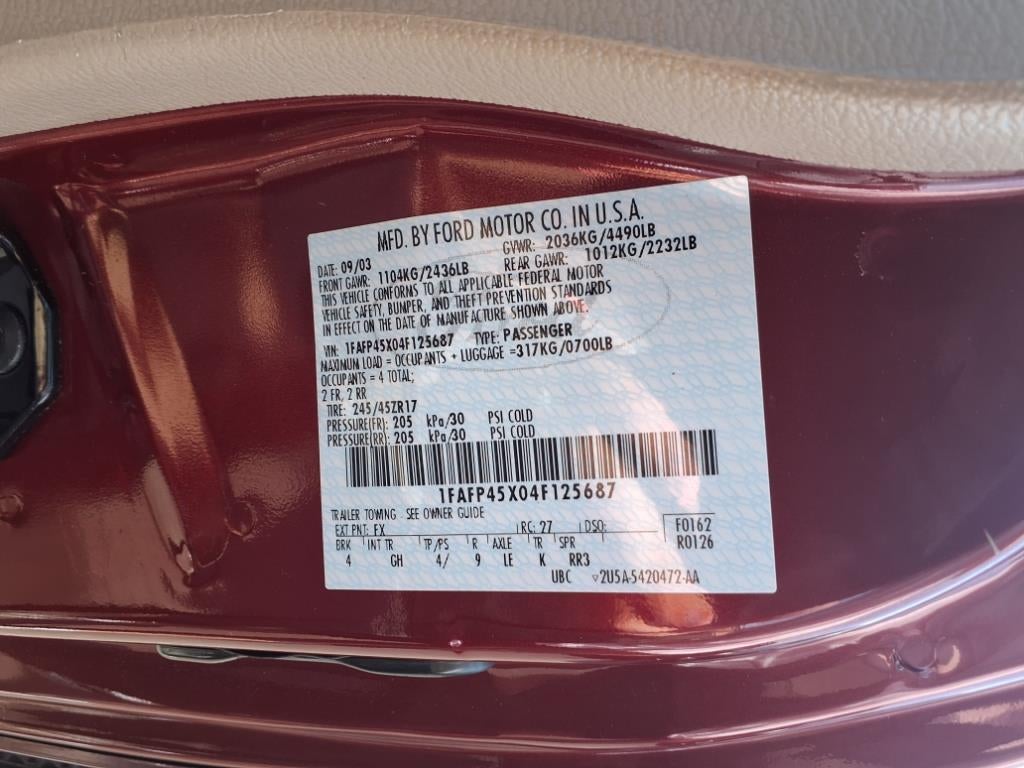 MFD. BY FORD MOTOR CO. IN U.S.A.
DATE: 09/03 GVWR: 2036KG/4490LB
FRONT GAWR: 1104KG/2436LB REAR GAWR: 1012KG/2232LB
THIS VEHICLE CONFORMS TO ALL APPLICABLE FEDERAL MOTOR
VEHICLE SAFETY, BUMPER, AND THEFT PREVENTION STANDARDS
IN EFFECT ON THE DATE OF MANUFACTURE SHOWN ABOVE.
VIN: 1FAFP45X04F125687 TYPE: PASSENGER
MAXIMUM LOAD = OCCUPANTS + LUGGAGE =317KG/0700LB
OCCUPANTS = 4 TOTAL;
2 FR, 2 RR
TIRE: 245/45ZR17
PRESSURE(FR): 205 kPa/30 PSI COLD
PRESSURE(RR): 205 kPa/30 PSI COLD
1FAFP45X04F125687
TRAILER TOWING - SEE OWNER GUIDE
EXT PNT: FX RC: 27 DSO: F0162
BRK INT TR TP/PS R AXLE TR SPR R0126
4 GH 4/ 9 LE K RR3
UBC ▽2U5A-5420472-AA